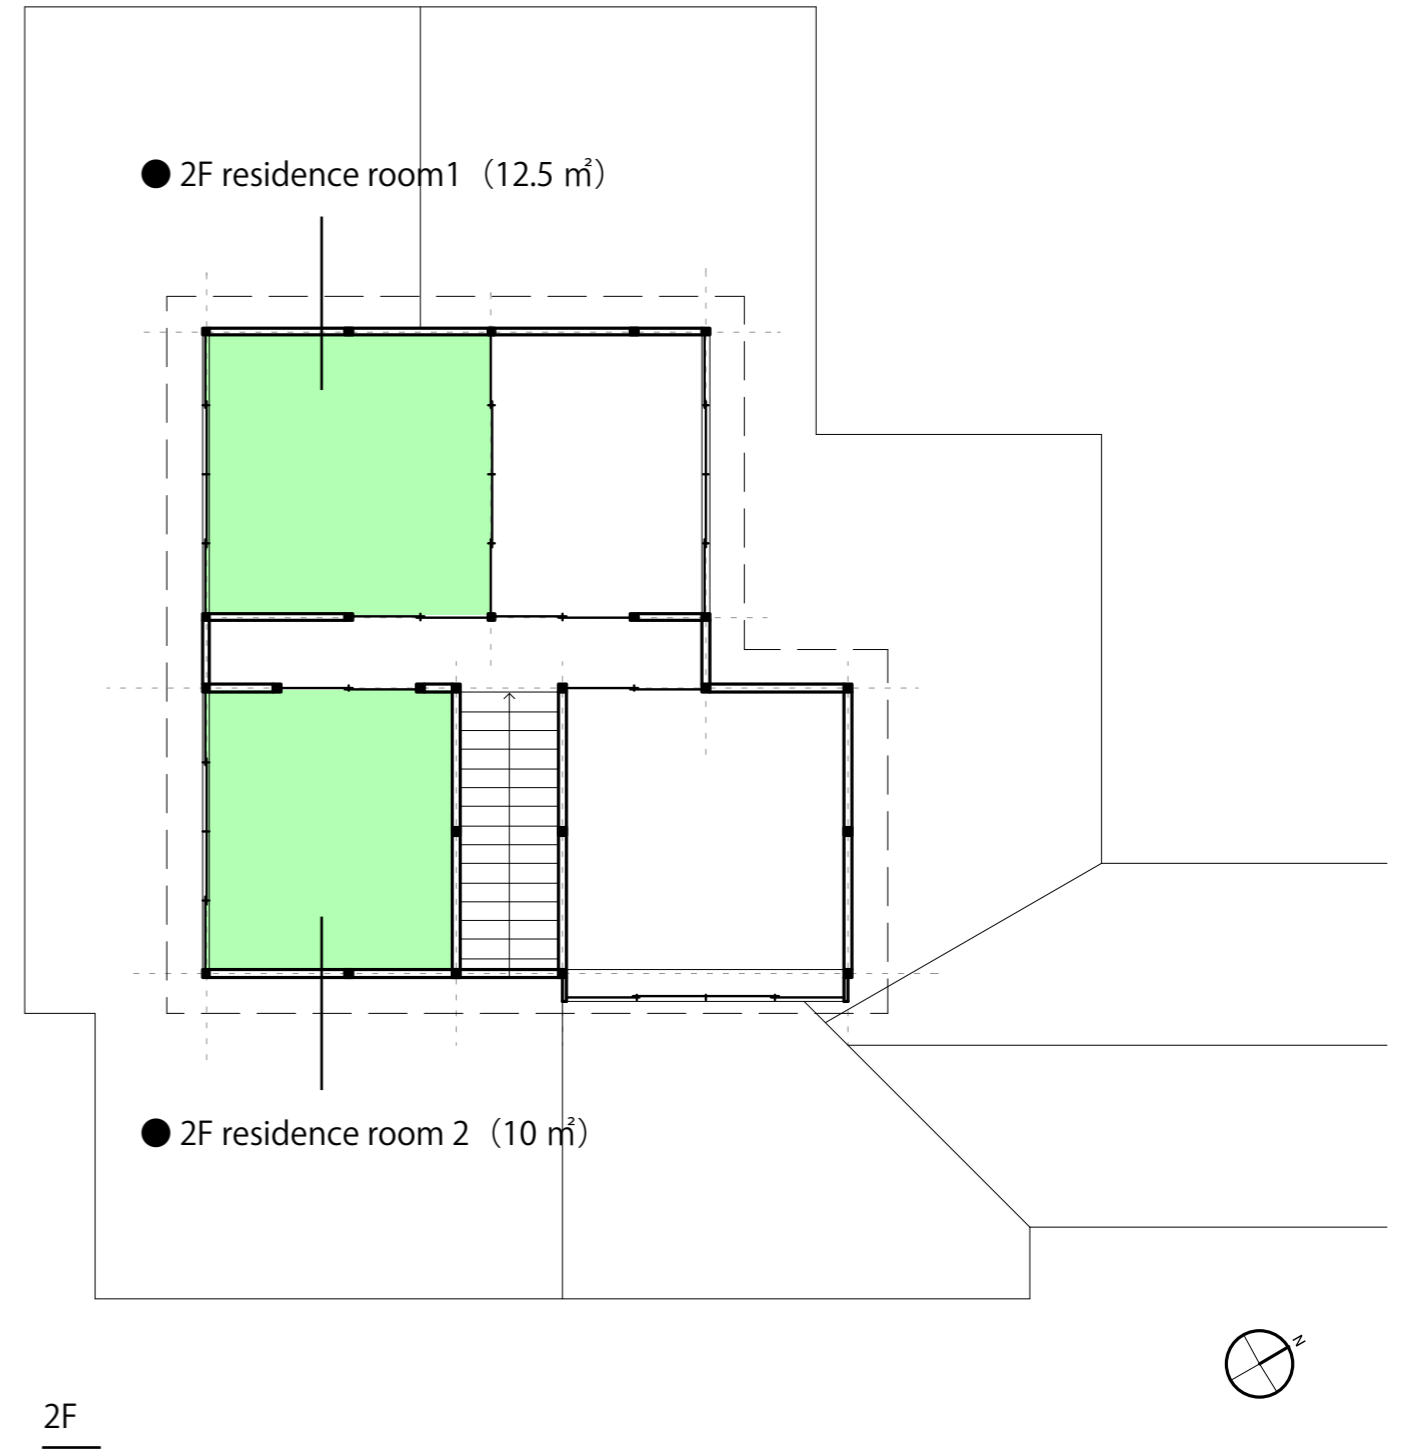 ● 2F residence room1（12.5 ㎡）
● 2F residence room 2（10 ㎡）
N
2F